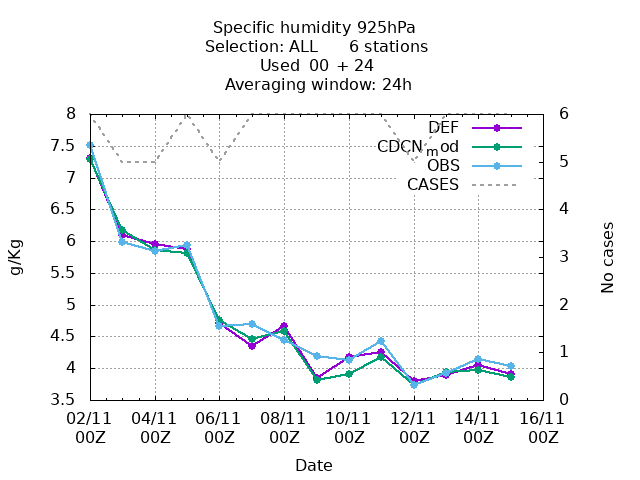 Specific humidity 925hPa
Selection: ALL 6 stations
Used 00 + 24
Averaging window: 24h
DEF
CDCNmod
OBS
CASES
g/Kg
8
7.5
7
6.5
6
5.5
5
4.5
4
3.5
No cases
6
5
4
3
2
1
0
02/11 04/11 06/11 08/11 10/11 12/11 14/11 16/11
00Z 00Z 00Z 00Z 00Z 00Z 00Z 00Z
Date